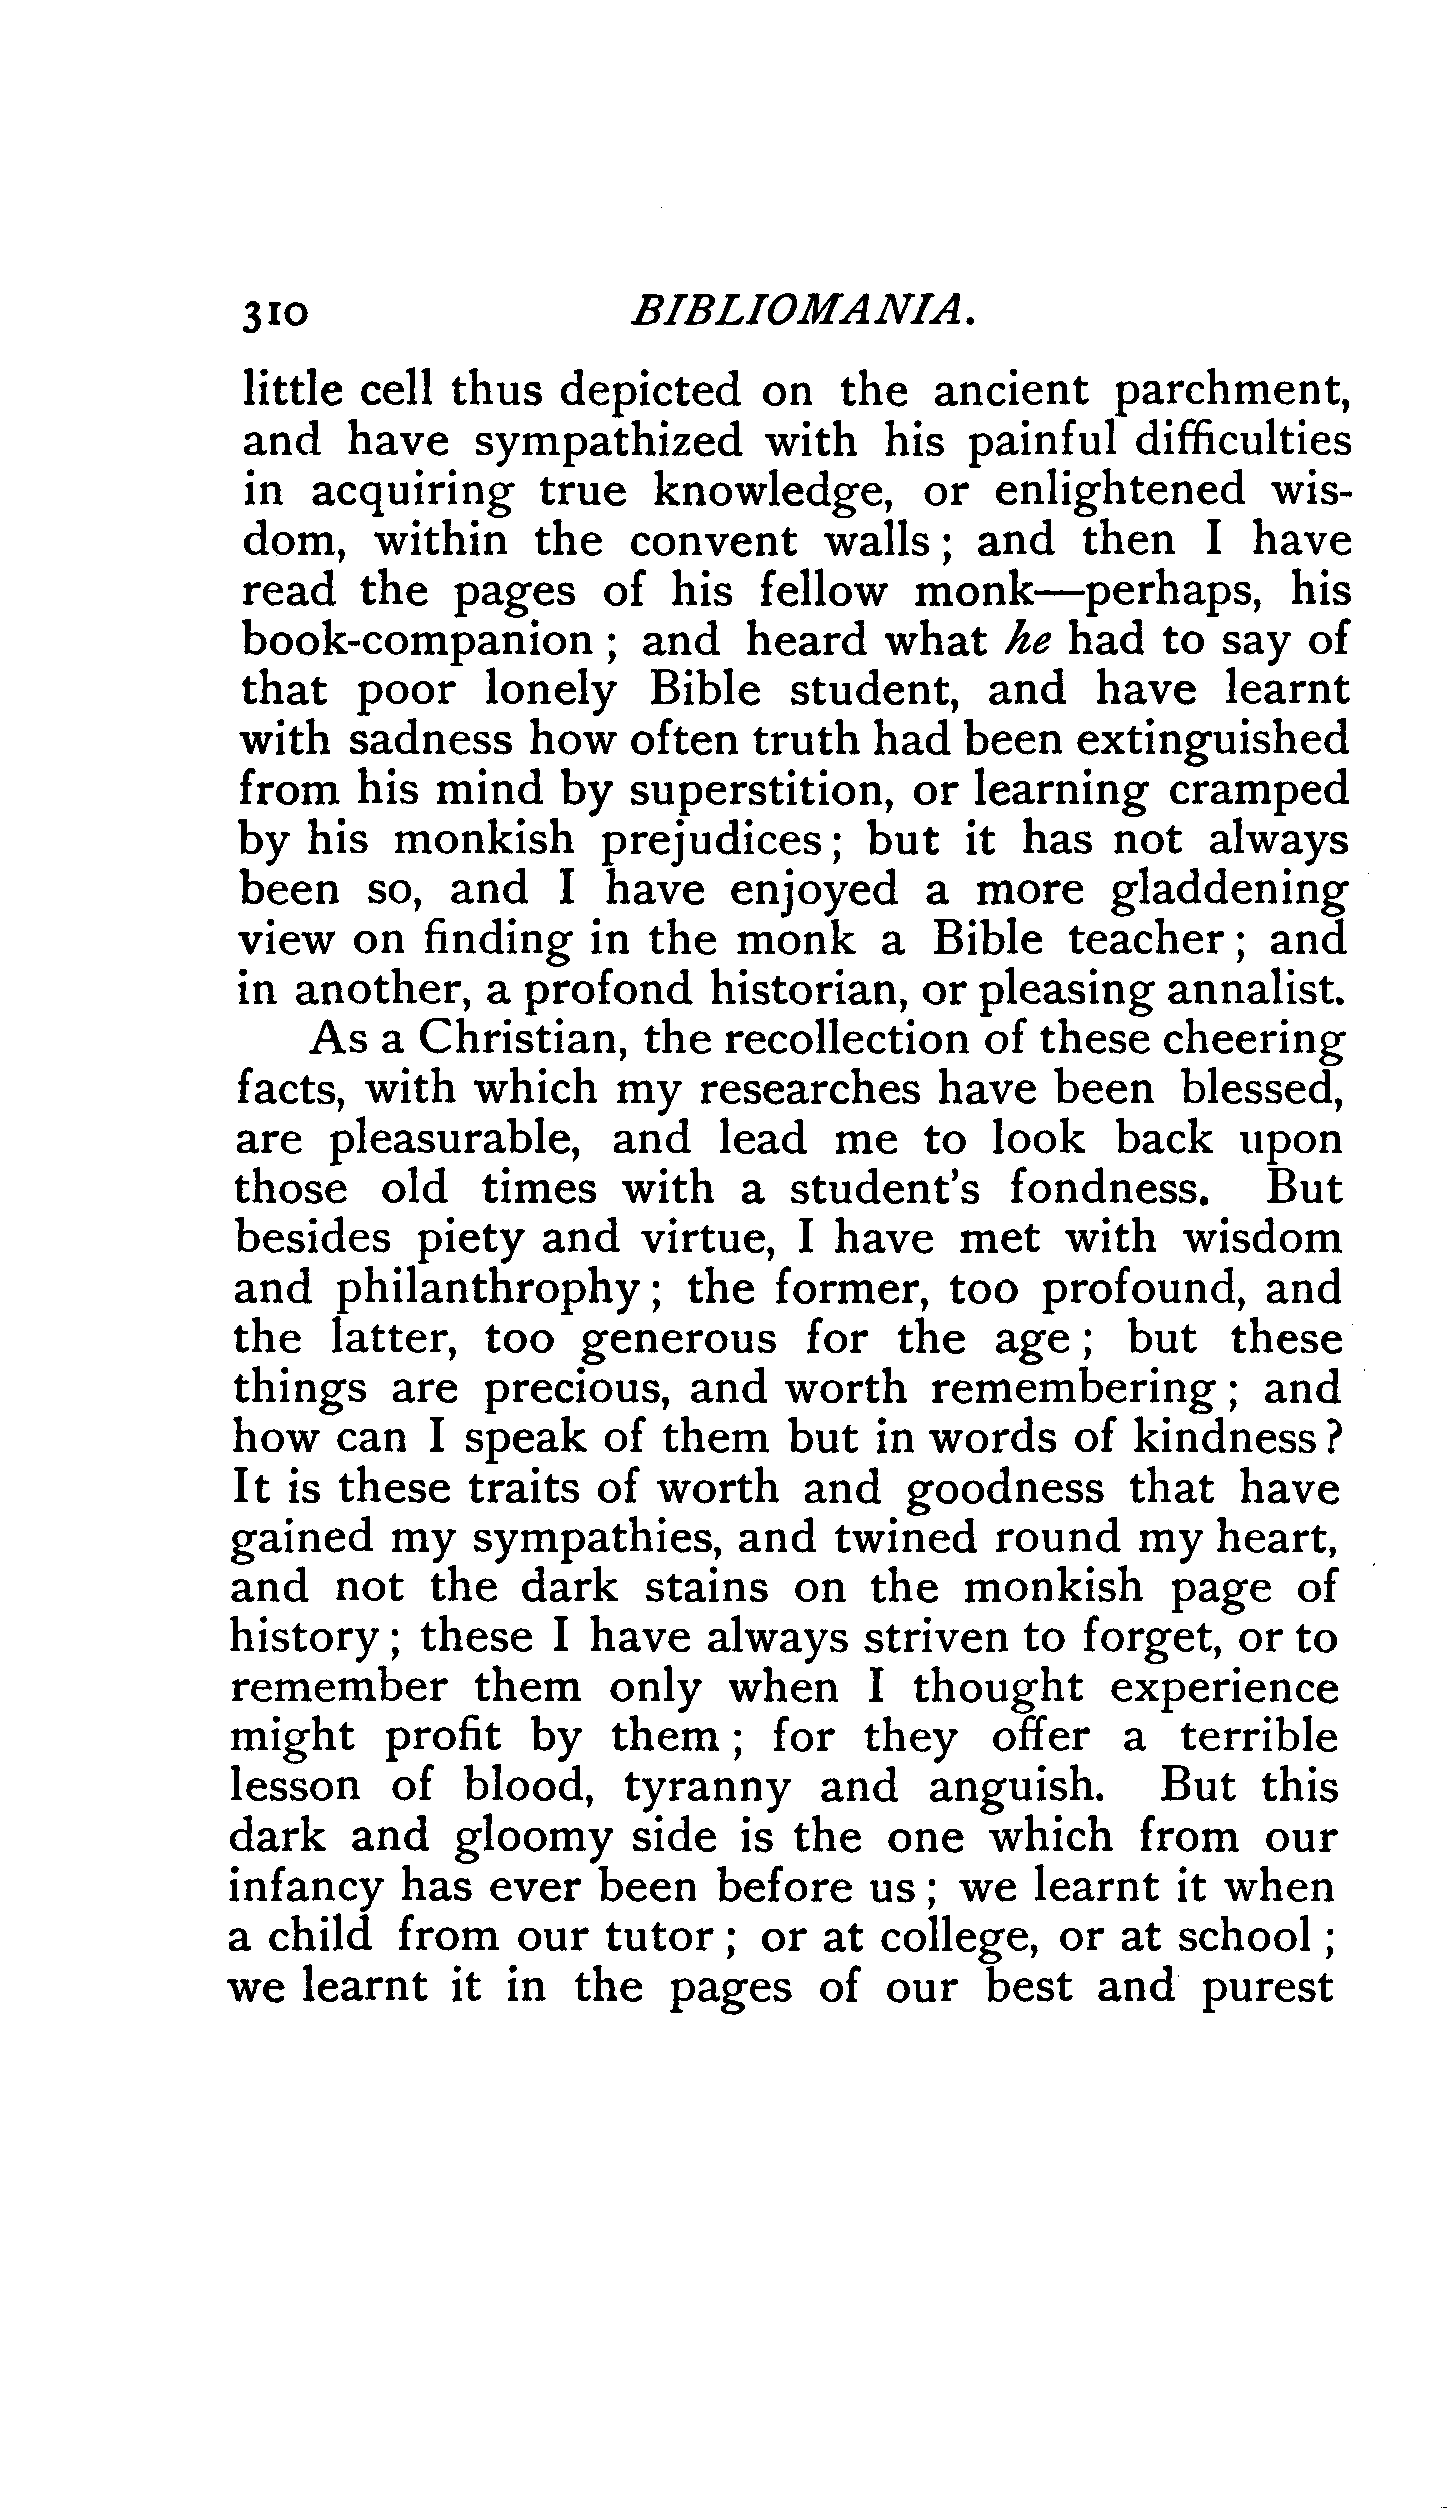 310 BIBLIOMANIA.
little cell thus depicted on the ancient parchment,
and have sympathized with his painful difficulties
in acquiring true knowledge, or enlightened wis-
dom, within the convent walls; and then I have
read the pages of his fellow monk—perhaps, his
book-companion; and heard what he had to say of
that poor lonely Bible student, and have learnt
with sadness how often truth had been extinguished
from his mind by superstition, or learning cramped
by his monkish prejudices; but it has not always
been so, and I have enjoyed a more gladdening
view on finding in the monk a Bible teacher; and
in another, a profond historian, or pleasing annalist.
As a Christian, the recollection of these cheering
facts, with which my researches have been blessed,
are pleasurable, and lead me to look back upon
those old times with a student's fondness. But
besides piety and virtue, I have met with wisdom
and philanthrophy; the former, too profound, and
the latter, too generous for the age; but these
things are precious, and worth remembering; and
how can I speak of them but in words of kindness?
It is these traits of worth and goodness that have
gained my sympathies, and twined round my heart,
and not the dark stains on the monkish page of
history; these I have always striven to forget, or to
remember them only when I thought experience
might profit by them; for they offer a terrible
lesson of blood, tyranny and anguish. But this
dark and gloomy side is the one which from our
infancy has ever been before us; we learnt it when
a child from our tutor; or at college, or at school;
we learnt it in the pages of our best and purest